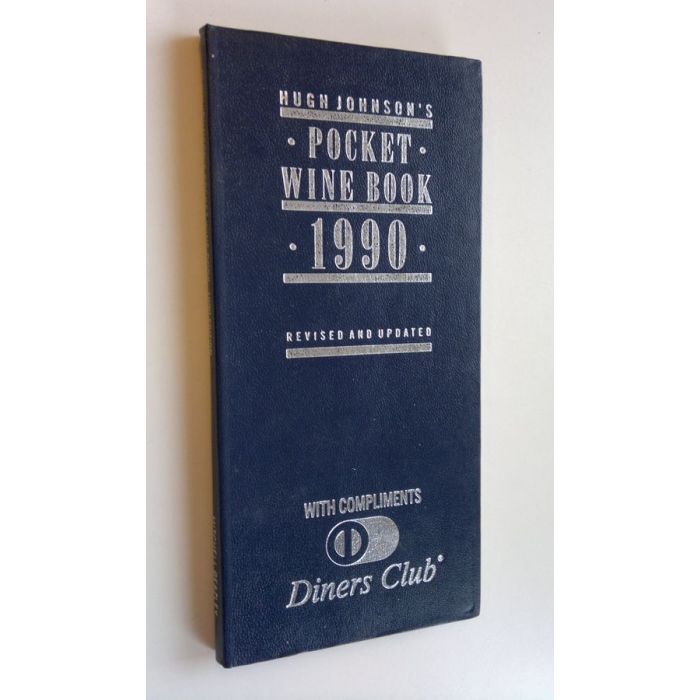 HUGH JOHNSON'S
· POCKET ·
WINE BOOK
· 1990 ·
REVISED AND UPDATED
WITH COMPLIMENTS
Diners Club®